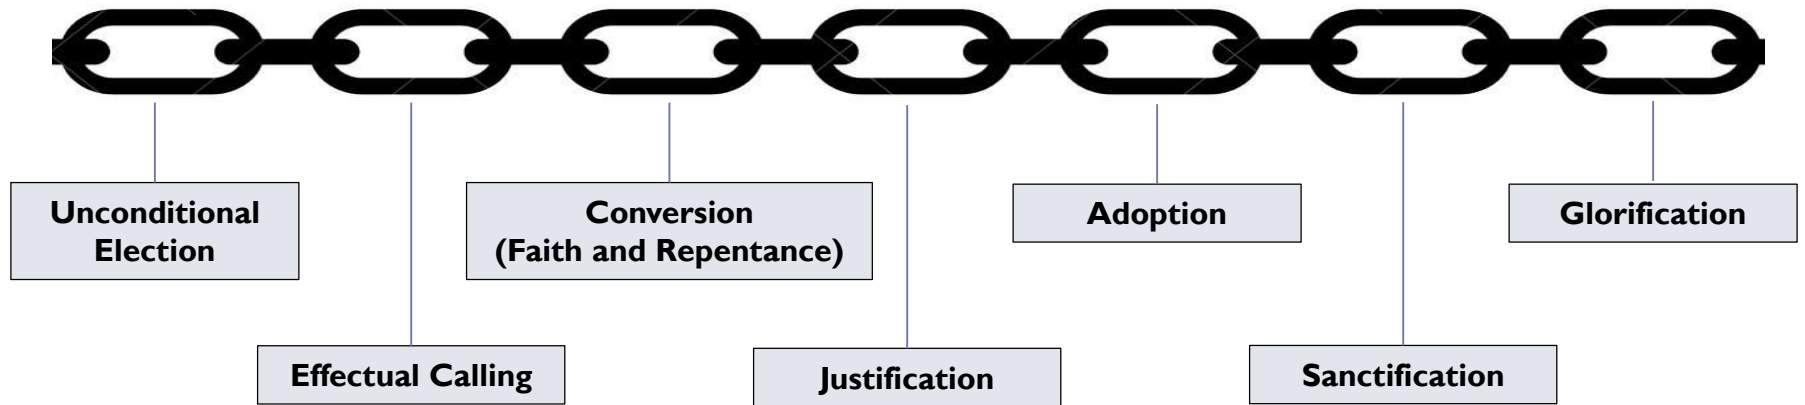 Unconditional
Election
Effectual Calling
Conversion
(Faith and Repentance)
Justification
Adoption
Sanctification
Glorification